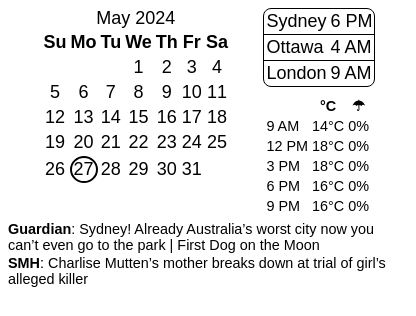 May 2024
Su Mo Tu We Th Fr Sa
1 2 3 4
5 6 7 8 9 10 11
12 13 14 15 16 17 18
19 20 21 22 23 24 25
26 27 28 29 30 31
Sydney 6 PM
Ottawa 4 AM
London 9 AM
°C ☂
9 AM 14°C 0%
12 PM 18°C 0%
3 PM 18°C 0%
6 PM 16°C 0%
9 PM 16°C 0%
Guardian: Sydney! Already Australia’s worst city now you
can’t even go to the park | First Dog on the Moon
SMH: Charlise Mutten’s mother breaks down at trial of girl’s
alleged killer